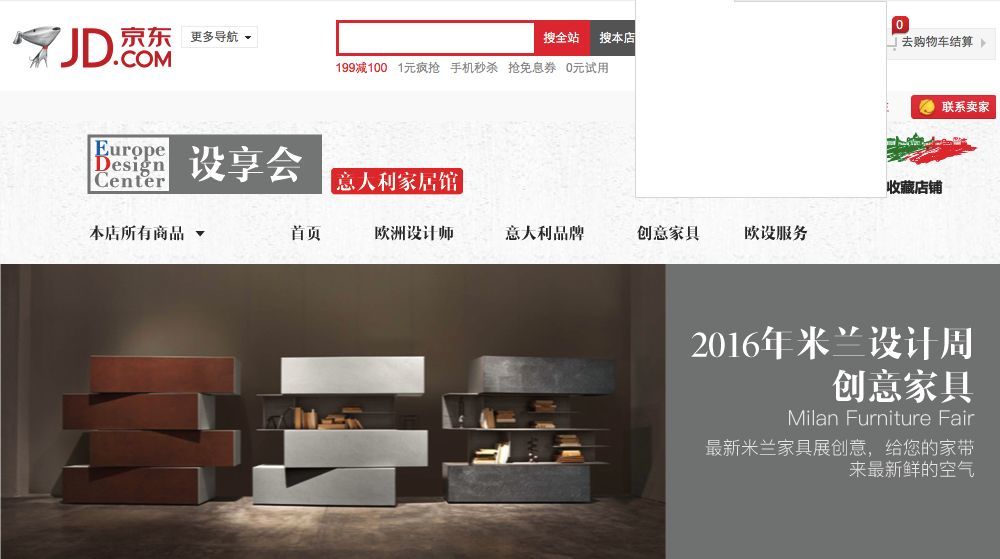 JD.COM 京东
更多导航
搜全站
搜本店
0
去购物车结算
199减100 1元疯抢 手机秒杀 抢免息券 0元试用
联系卖家
Europe
Design
Center
设享会
意大利家居馆
收藏店铺
本店所有商品 首页 欧洲设计师 意大利品牌 创意家具 欧设服务
2016年米兰设计周
创意家具
Milan Furniture Fair
最新米兰家具展创意，给您的家带
来最新鲜的空气